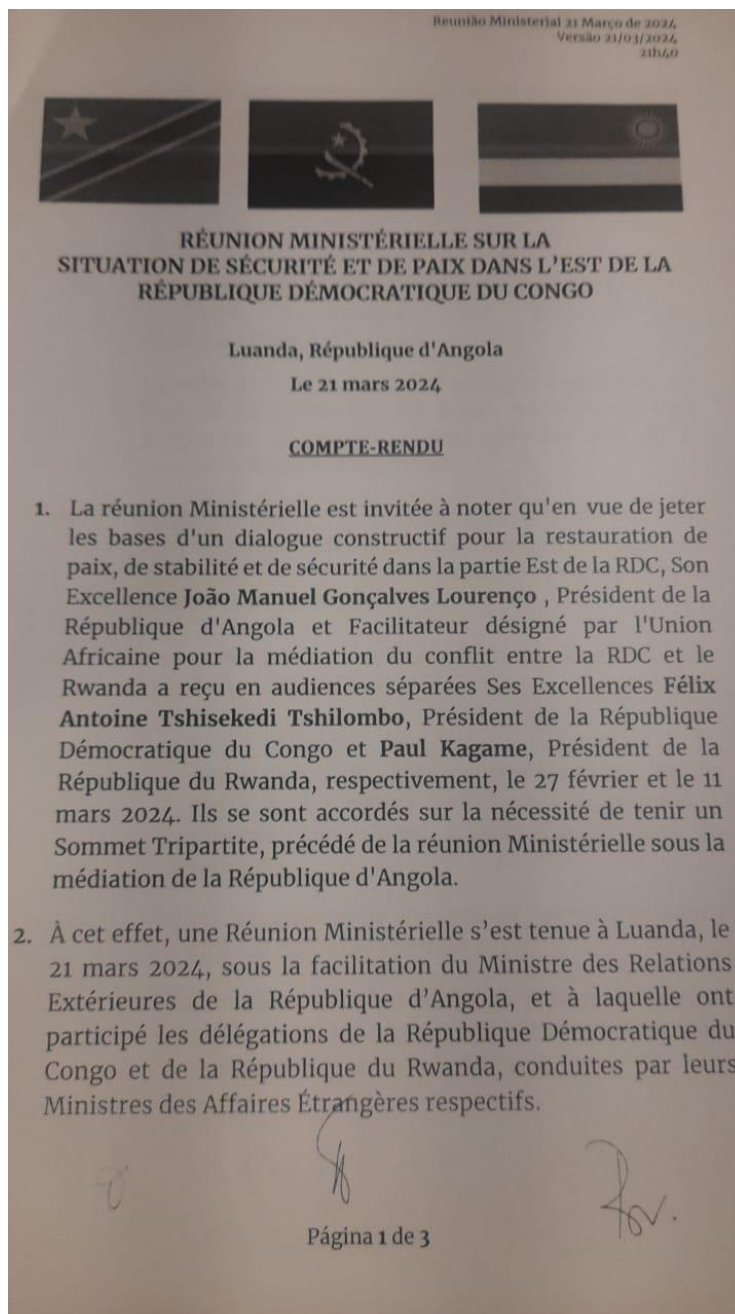 Reunião Ministerial 21 Março de 2024
Versão 21/03/2024
21h40
RÉUNION MINISTÉRIELLE SUR LA
SITUATION DE SÉCURITÉ ET DE PAIX DANS L'EST DE LA
RÉPUBLIQUE DÉMOCRATIQUE DU CONGO
Luanda, République d'Angola
Le 21 mars 2024
COMPTE-RENDU
1. La réunion Ministérielle est invitée à noter qu'en vue de jeter
les bases d'un dialogue constructif pour la restauration de
paix, de stabilité et de sécurité dans la partie Est de la RDC, Son
Excellence João Manuel Gonçalves Lourenço , Président de la
République d'Angola et Facilitateur désigné par l'Union
Africaine pour la médiation du conflit entre la RDC et le
Rwanda a reçu en audiences séparées Ses Excellences Félix
Antoine Tshisekedi Tshilombo, Président de la République
Démocratique du Congo et Paul Kagame, Président de la
République du Rwanda, respectivement, le 27 février et le 11
mars 2024. Ils se sont accordés sur la nécessité de tenir un
Sommet Tripartite, précédé de la réunion Ministérielle sous la
médiation de la République d'Angola.
2. À cet effet, une Réunion Ministérielle s'est tenue à Luanda, le
21 mars 2024, sous la facilitation du Ministre des Relations
Extérieures de la République d'Angola, et à laquelle ont
participé les délégations de la République Démocratique du
Congo et de la République du Rwanda, conduites par leurs
Ministres des Affaires Étrangères respectifs.
Página 1 de 3